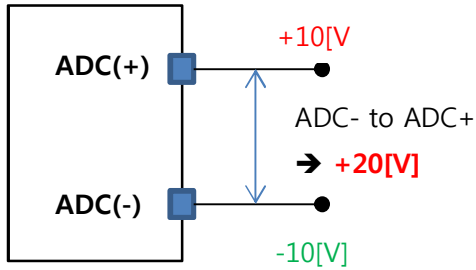 +10[V
ADC(+)
ADC- to ADC+
➔ +20[V]
ADC(-)
-10[V]